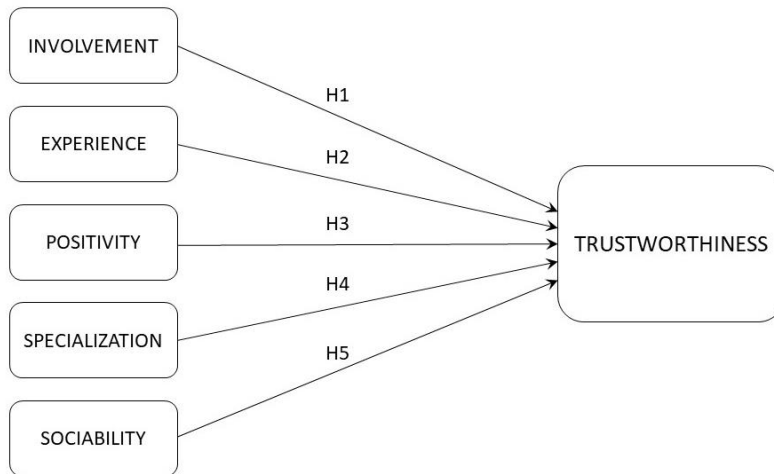 INVOLVEMENT
H1
EXPERIENCE
H2
POSITIVITY
H3
TRUSTWORTHINESS
SPECIALIZATION
H4
SOCIABILITY
H5